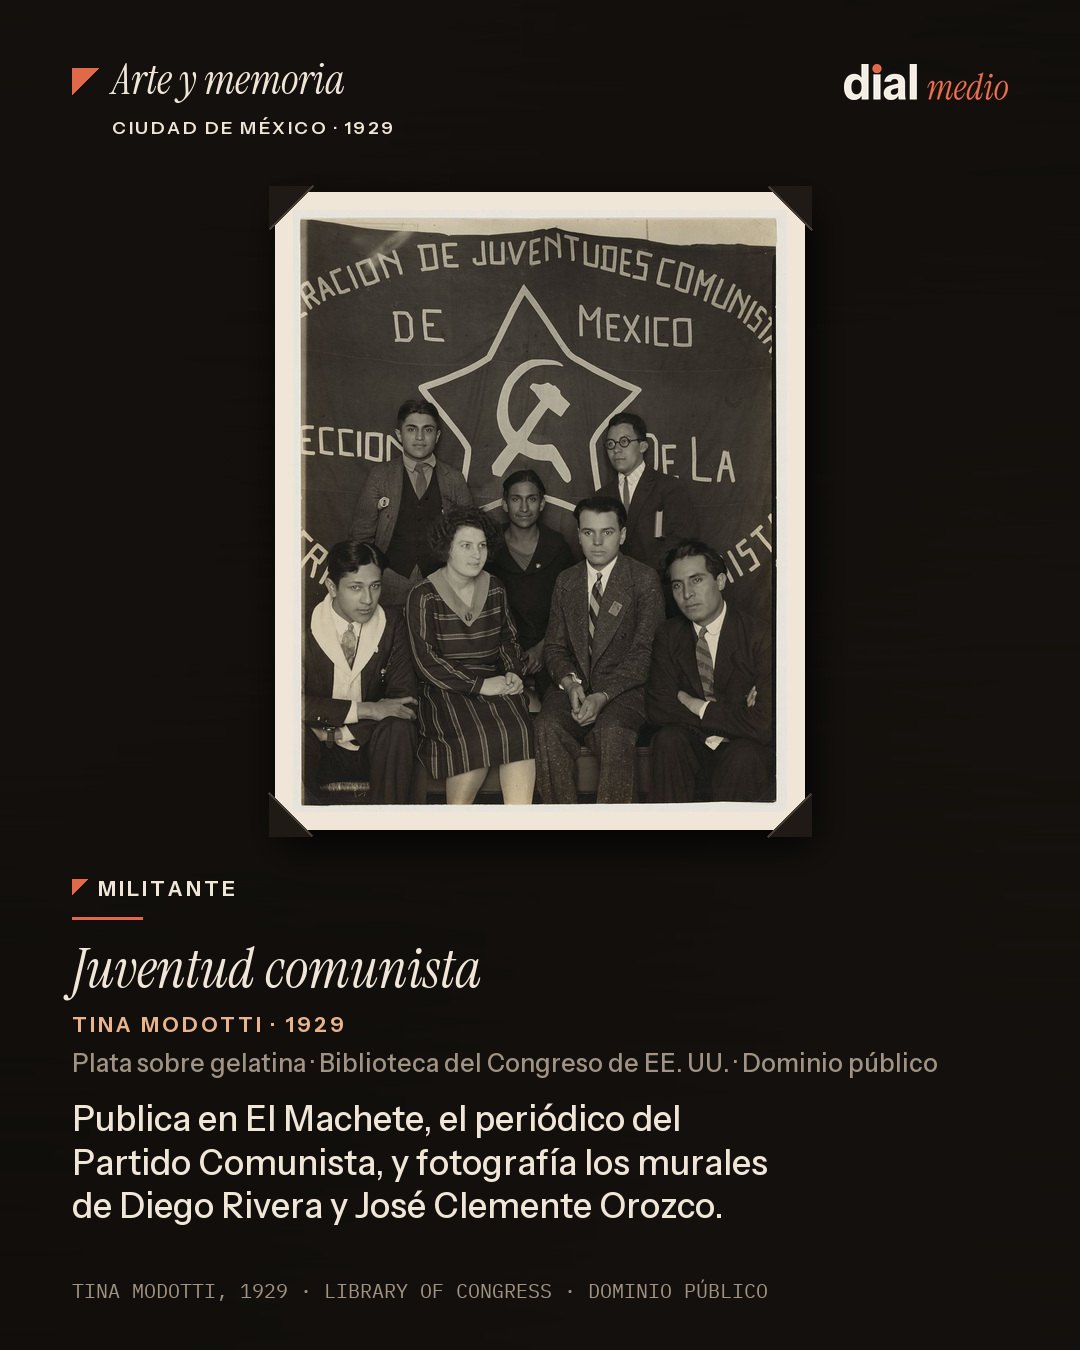 Arte y memoria
CIUDAD DE MÉXICO · 1929
dial medio
RACION DE JUVENTUDES COMUNISTA
DE MEXICO
ECCION DE LA
MILITANTE
Juventud comunista
TINA MODOTTI · 1929
Plata sobre gelatina · Biblioteca del Congreso de EE. UU. · Dominio público
Publica en El Machete, el periódico del
Partido Comunista, y fotografía los murales
de Diego Rivera y José Clemente Orozco.
TINA MODOTTI, 1929 · LIBRARY OF CONGRESS · DOMINIO PÚBLICO